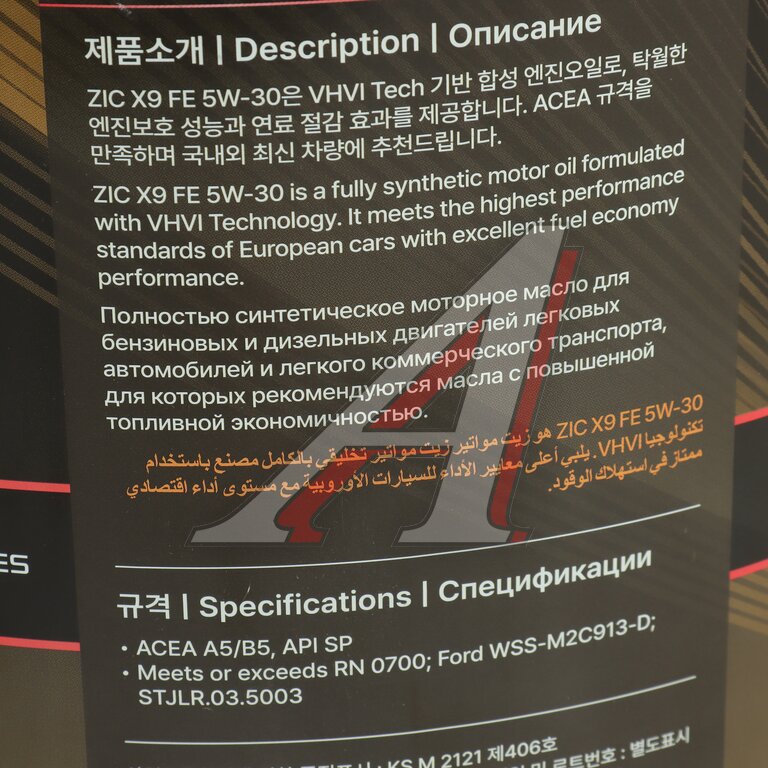 제품소개 | Description | Описание
ZIC X9 FE 5W-30은 VHVI Tech 기반 합성 엔진오일로, 탁월한
엔진보호 성능과 연료 절감 효과를 제공합니다. ACEA 규격을
만족하며 국내외 최신 차량에 추천드립니다.
ZIC X9 FE 5W-30 is a fully synthetic motor oil formulated
with VHVI Technology. It meets the highest performance
standards of European cars with excellent fuel economy
performance.
Полностью синтетическое моторное масло для
бензиновых и дизельных двигателей легковых
автомобилей и легкого коммерческого транспорта,
для которых рекомендуются масла с повышенной
топливной экономичностью.
ZIC X9 FE 5W-30 هو زيت مواتير زيت مواتير تخليقي بالكامل مصنع باستخدام
تكنولوجيا VHVI. يلبي أعلى معايير الأداء للسيارات الأوروبية مع مستوى أداء اقتصادي
ممتاز في استهلاك الوقود.
ES
규격 | Specifications | Спецификации
• ACEA A5/B5, API SP
• Meets or exceeds RN 0700; Ford WSS-M2C913-D;
STJLR.03.5003
: KS M 2121 제406호
및 로트번호 : 별도표시